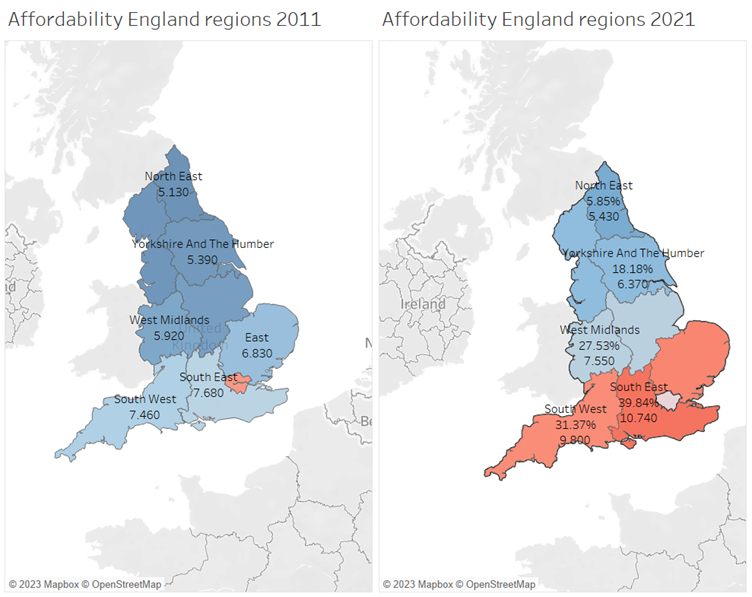 Affordability England regions 2011
North East
5.130
Yorkshire And The Humber
5.390
West Midlands
5.920
United
Kingdom
East
6.830
South East
7.680
South West
7.460
d
N
Be
© 2023 Mapbox © OpenStreetMap
Affordability England regions 2021
North East
5.85%
5.430
Yorkshire And The Humber
18.18%
6.370
Ireland
West Midlands
27.53%
7.550
South East
39.84%
10.740
South West
31.37%
9.800
© 2023 Mapbox © OpenStreetMap